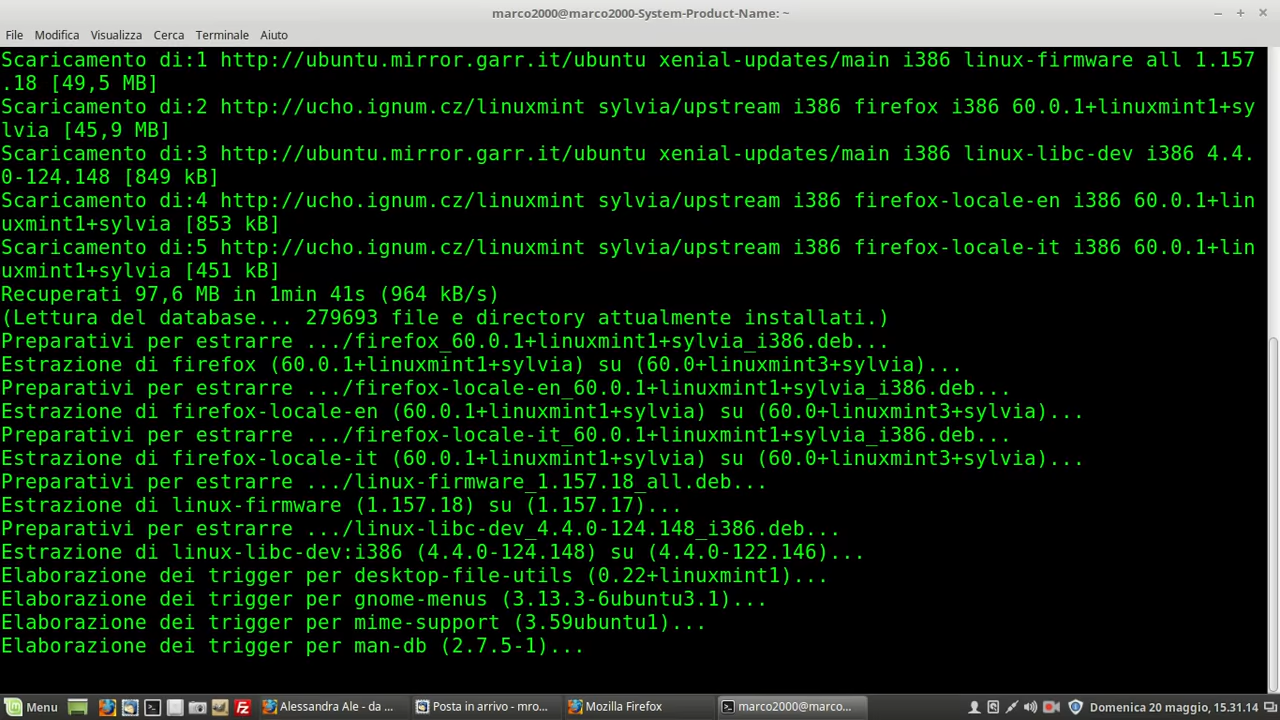 marco2000@marco2000-System-Product-Name: ~
File Modifica Visualizza Cerca Terminale Aiuto
Scaricamento di:1 http://ubuntu.mirror.garr.it/ubuntu xenial-updates/main i386 linux-firmware all 1.157
.18 [49,5 MB]
Scaricamento di:2 http://ucho.ignum.cz/linuxmint sylvia/upstream i386 firefox i386 60.0.1+linuxmint1+sy
lvia [45,9 MB]
Scaricamento di:3 http://ubuntu.mirror.garr.it/ubuntu xenial-updates/main i386 linux-libc-dev i386 4.4.
0-124.148 [849 kB]
Scaricamento di:4 http://ucho.ignum.cz/linuxmint sylvia/upstream i386 firefox-locale-en i386 60.0.1+lin
uxmint1+sylvia [853 kB]
Scaricamento di:5 http://ucho.ignum.cz/linuxmint sylvia/upstream i386 firefox-locale-it i386 60.0.1+lin
uxmint1+sylvia [451 kB]
Recuperati 97,6 MB in 1min 41s (964 kB/s)
(Lettura del database... 279693 file e directory attualmente installati.)
Preparativi per estrarre .../firefox_60.0.1+linuxmint1+sylvia_i386.deb...
Estrazione di firefox (60.0.1+linuxmint1+sylvia) su (60.0+linuxmint3+sylvia)...
Preparativi per estrarre .../firefox-locale-en_60.0.1+linuxmint1+sylvia_i386.deb...
Estrazione di firefox-locale-en (60.0.1+linuxmint1+sylvia) su (60.0+linuxmint3+sylvia)...
Preparativi per estrarre .../firefox-locale-it_60.0.1+linuxmint1+sylvia_i386.deb...
Estrazione di firefox-locale-it (60.0.1+linuxmint1+sylvia) su (60.0+linuxmint3+sylvia)...
Preparativi per estrarre .../linux-firmware_1.157.18_all.deb...
Estrazione di linux-firmware (1.157.18) su (1.157.17)...
Preparativi per estrarre .../linux-libc-dev_4.4.0-124.148_i386.deb...
Estrazione di linux-libc-dev:i386 (4.4.0-124.148) su (4.4.0-122.146)...
Elaborazione dei trigger per desktop-file-utils (0.22+linuxmint1)...
Elaborazione dei trigger per gnome-menus (3.13.3-6ubuntu3.1)...
Elaborazione dei trigger per mime-support (3.59ubuntu1)...
Elaborazione dei trigger per man-db (2.7.5-1)...
Menu Alessandra Ale - da ... Posta in arrivo - mro... Mozilla Firefox marco2000@marco... Domenica 20 maggio, 15.31.14